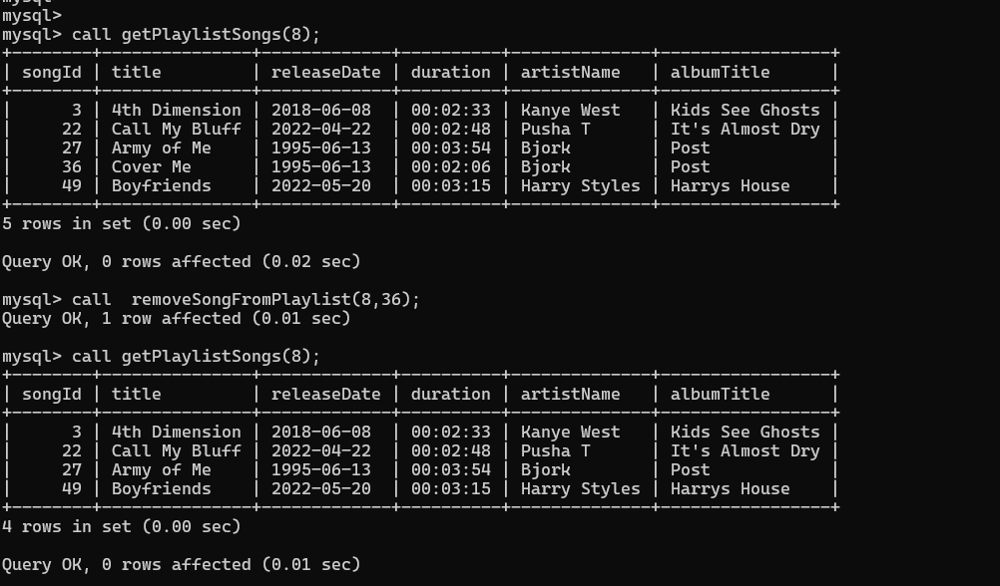 mysql>
mysql>
mysql> call getPlaylistSongs(8);
+--------+---------------+-------------+----------+--------------+-----------------+
| songId | title         | releaseDate | duration | artistName   | albumTitle      |
+--------+---------------+-------------+----------+--------------+-----------------+
|      3 | 4th Dimension | 2018-06-08  | 00:02:33 | Kanye West   | Kids See Ghosts |
|     22 | Call My Bluff | 2022-04-22  | 00:02:48 | Pusha T      | It's Almost Dry |
|     27 | Army of Me    | 1995-06-13  | 00:03:54 | Bjork        | Post            |
|     36 | Cover Me      | 1995-06-13  | 00:02:06 | Bjork        | Post            |
|     49 | Boyfriends    | 2022-05-20  | 00:03:15 | Harry Styles | Harrys House    |
+--------+---------------+-------------+----------+--------------+-----------------+
5 rows in set (0.00 sec)

Query OK, 0 rows affected (0.02 sec)

mysql> call  removeSongFromPlaylist(8,36);
Query OK, 1 row affected (0.01 sec)

mysql> call getPlaylistSongs(8);
+--------+---------------+-------------+----------+--------------+-----------------+
| songId | title         | releaseDate | duration | artistName   | albumTitle      |
+--------+---------------+-------------+----------+--------------+-----------------+
|      3 | 4th Dimension | 2018-06-08  | 00:02:33 | Kanye West   | Kids See Ghosts |
|     22 | Call My Bluff | 2022-04-22  | 00:02:48 | Pusha T      | It's Almost Dry |
|     27 | Army of Me    | 1995-06-13  | 00:03:54 | Bjork        | Post            |
|     49 | Boyfriends    | 2022-05-20  | 00:03:15 | Harry Styles | Harrys House    |
+--------+---------------+-------------+----------+--------------+-----------------+
4 rows in set (0.00 sec)

Query OK, 0 rows affected (0.01 sec)